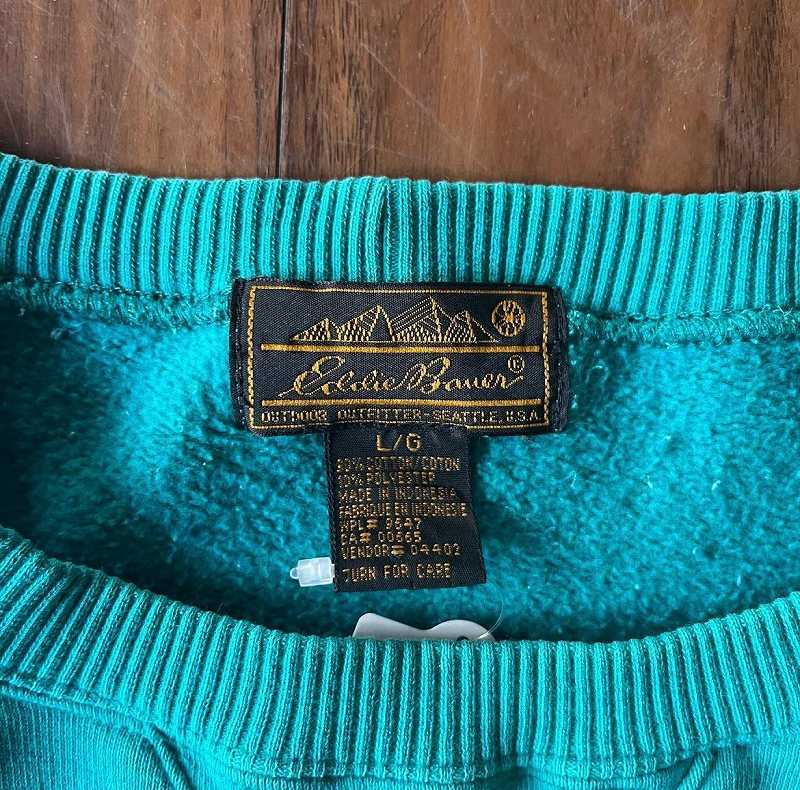 Eddie Bauer®
OUTDOOR OUTFITTER-SEATTLE, U.S.A.
L/G
90% COTTON/COTON
10% POLYESTER
MADE IN INDONESIA
FABRIQUE EN INDONESIE
WPL# 9647
CA# 00665
VENDOR# 04402
TURN FOR CARE